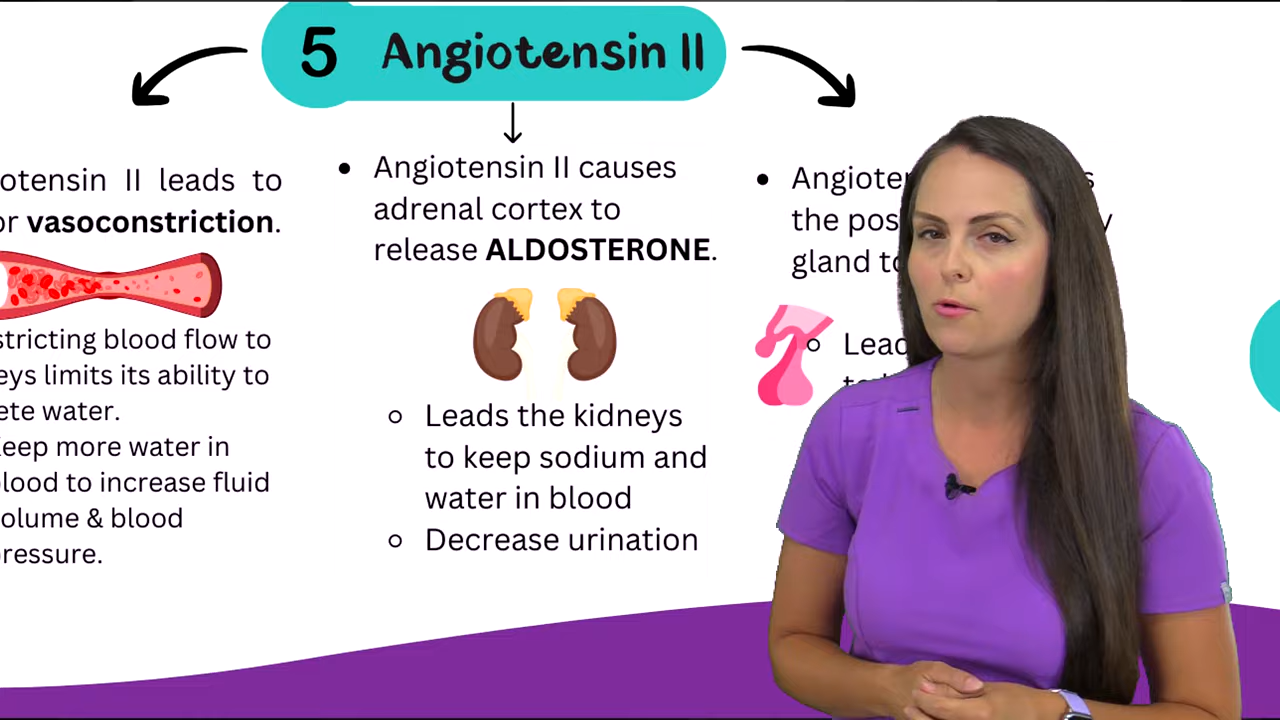 5 Angiotensin II
otensin II leads to
or vasoconstriction.
stricting blood flow to
eys limits its ability to
ete water.
eep more water in
lood to increase fluid
olume & blood
ressure.
• Angiotensin II causes
adrenal cortex to
release ALDOSTERONE.
Leads the kidneys
to keep sodium and
water in blood
Decrease urination
• Angioten
the pos
gland to
Lead